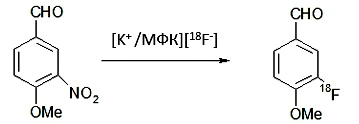 CHO
NO₂
OMe
[K⁺/МФК][¹⁸F⁻]
CHO
¹⁸F
OMe